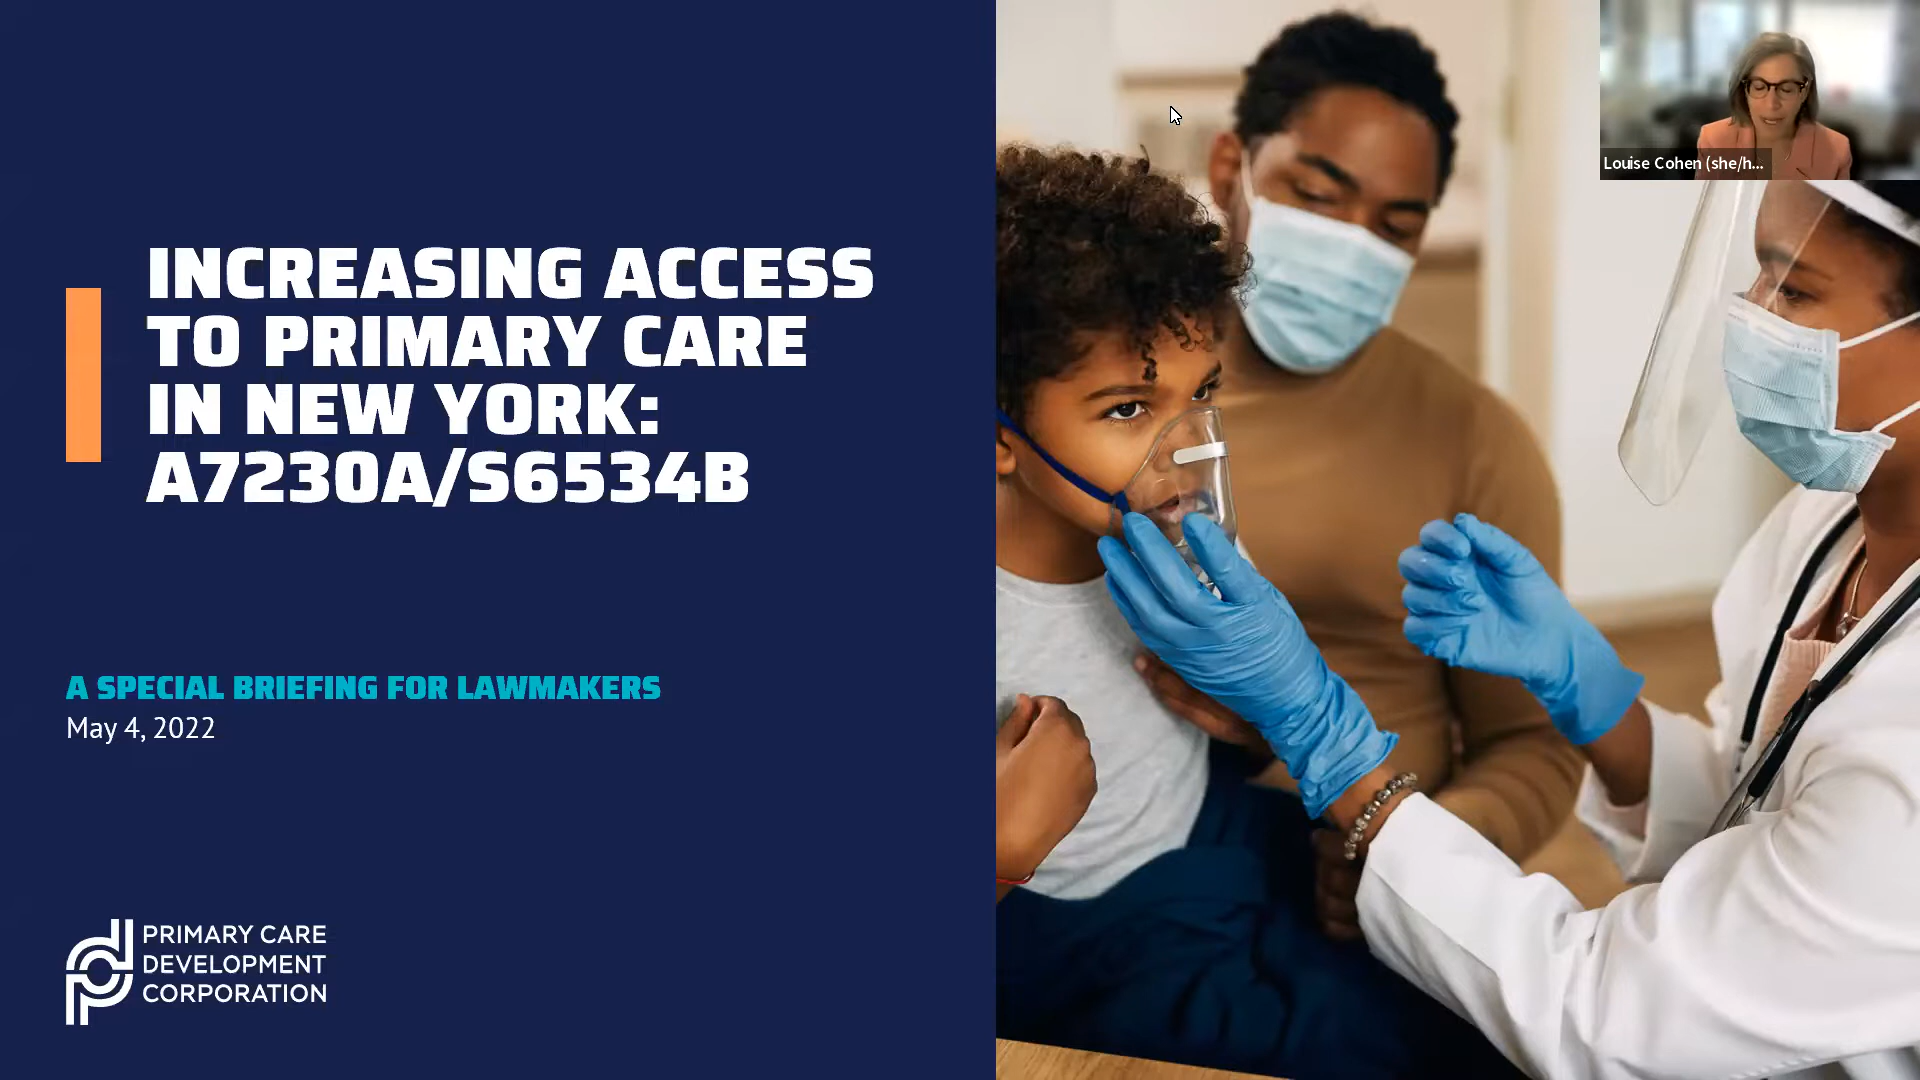 INCREASING ACCESS
TO PRIMARY CARE
IN NEW YORK:
A7230A/S6534B
A SPECIAL BRIEFING FOR LAWMAKERS
May 4, 2022
PRIMARY CARE
DEVELOPMENT
CORPORATION
Louise Cohen (she/h...